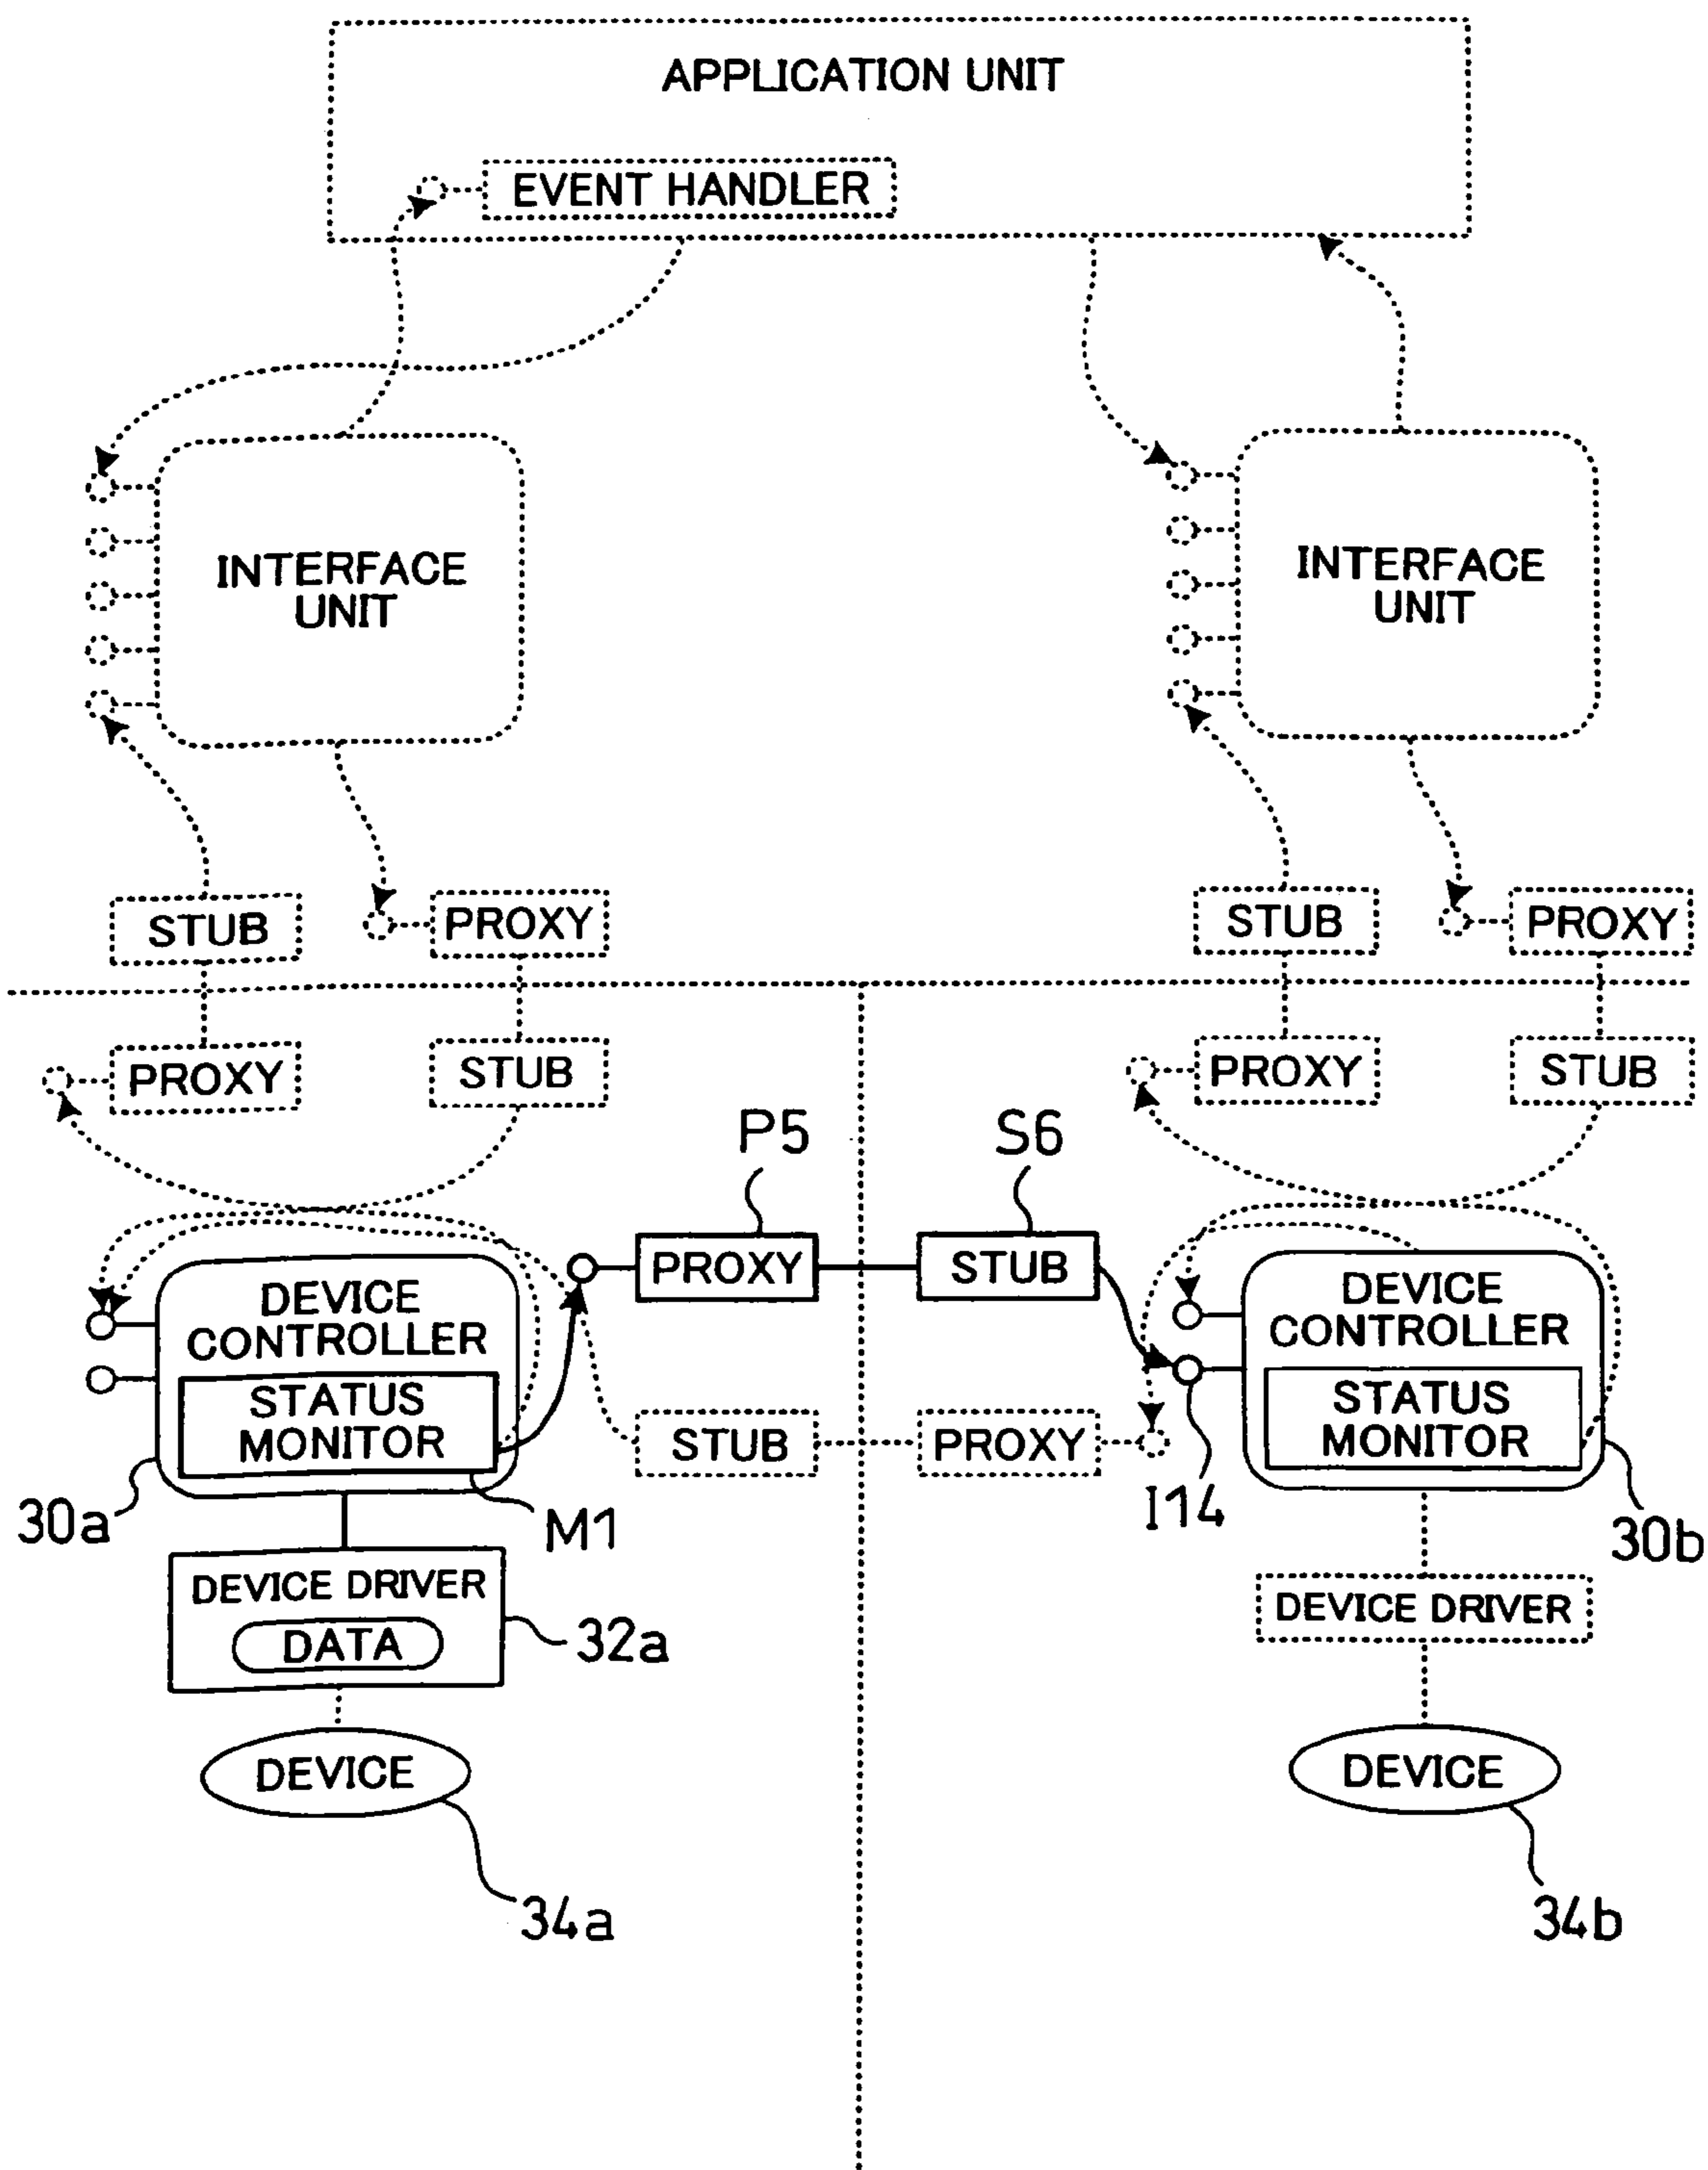 APPLICATION UNIT
EVENT HANDLER
INTERFACE
UNIT
INTERFACE
UNIT
STUB
PROXY
STUB
PROXY
PROXY
STUB
PROXY
STUB
P5
S6
PROXY
STUB
DEVICE
CONTROLLER
STATUS
MONITOR
DEVICE
CONTROLLER
STATUS
MONITOR
STUB
PROXY
30a
M1
I14
30b
DEVICE DRIVER
DATA
32a
DEVICE DRIVER
DEVICE
DEVICE
34a
34b